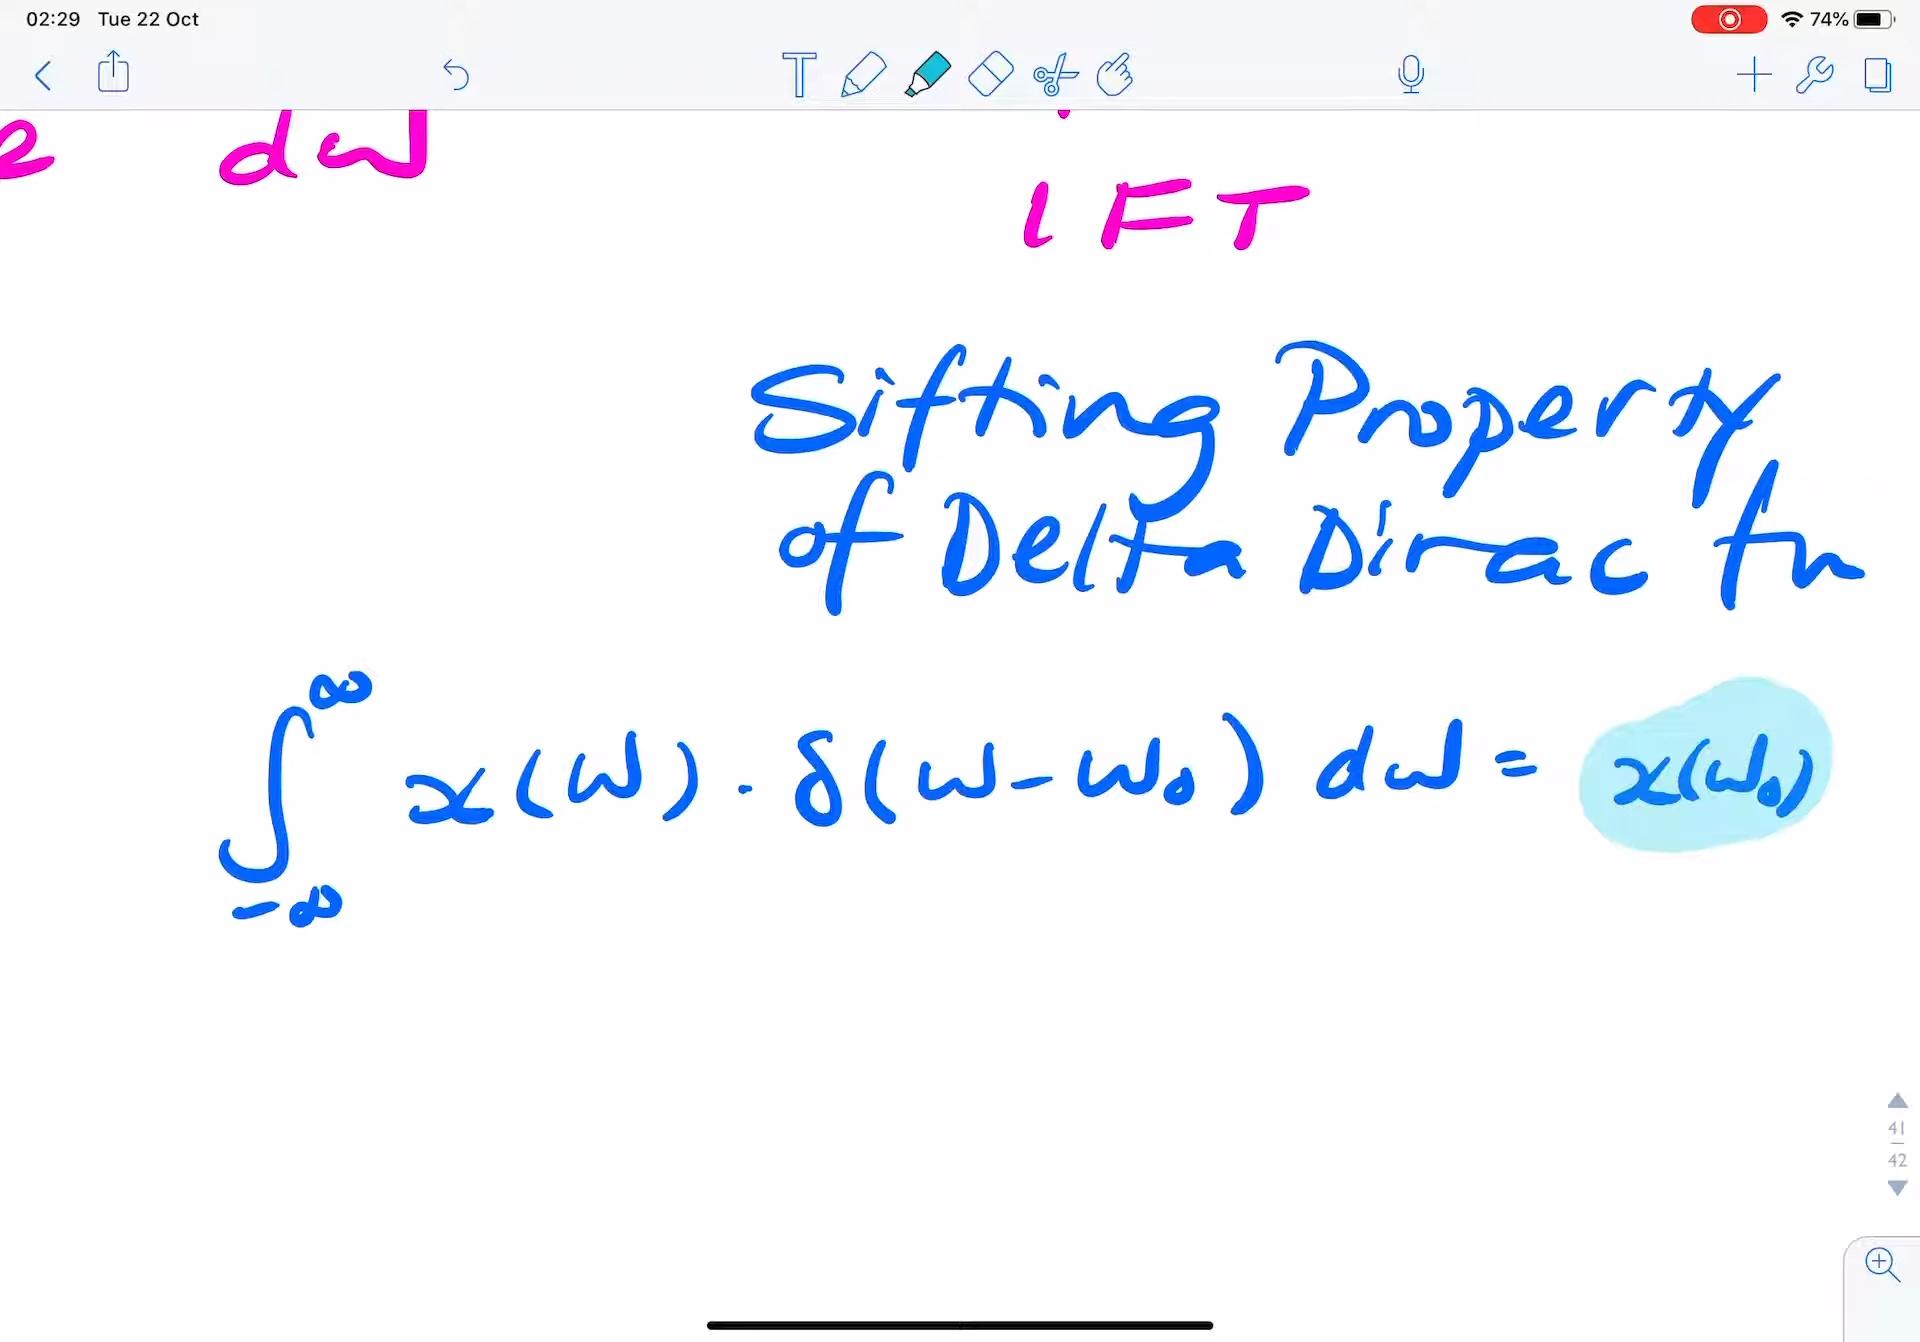 02:29 Tue 22 Oct
74%
T
e dω
iFT
Sifting Property
of Delta Dirac fn
∫_{-∞}^{∞} x(ω) · δ(ω-ω₀) dω = x(ω₀)
41
42